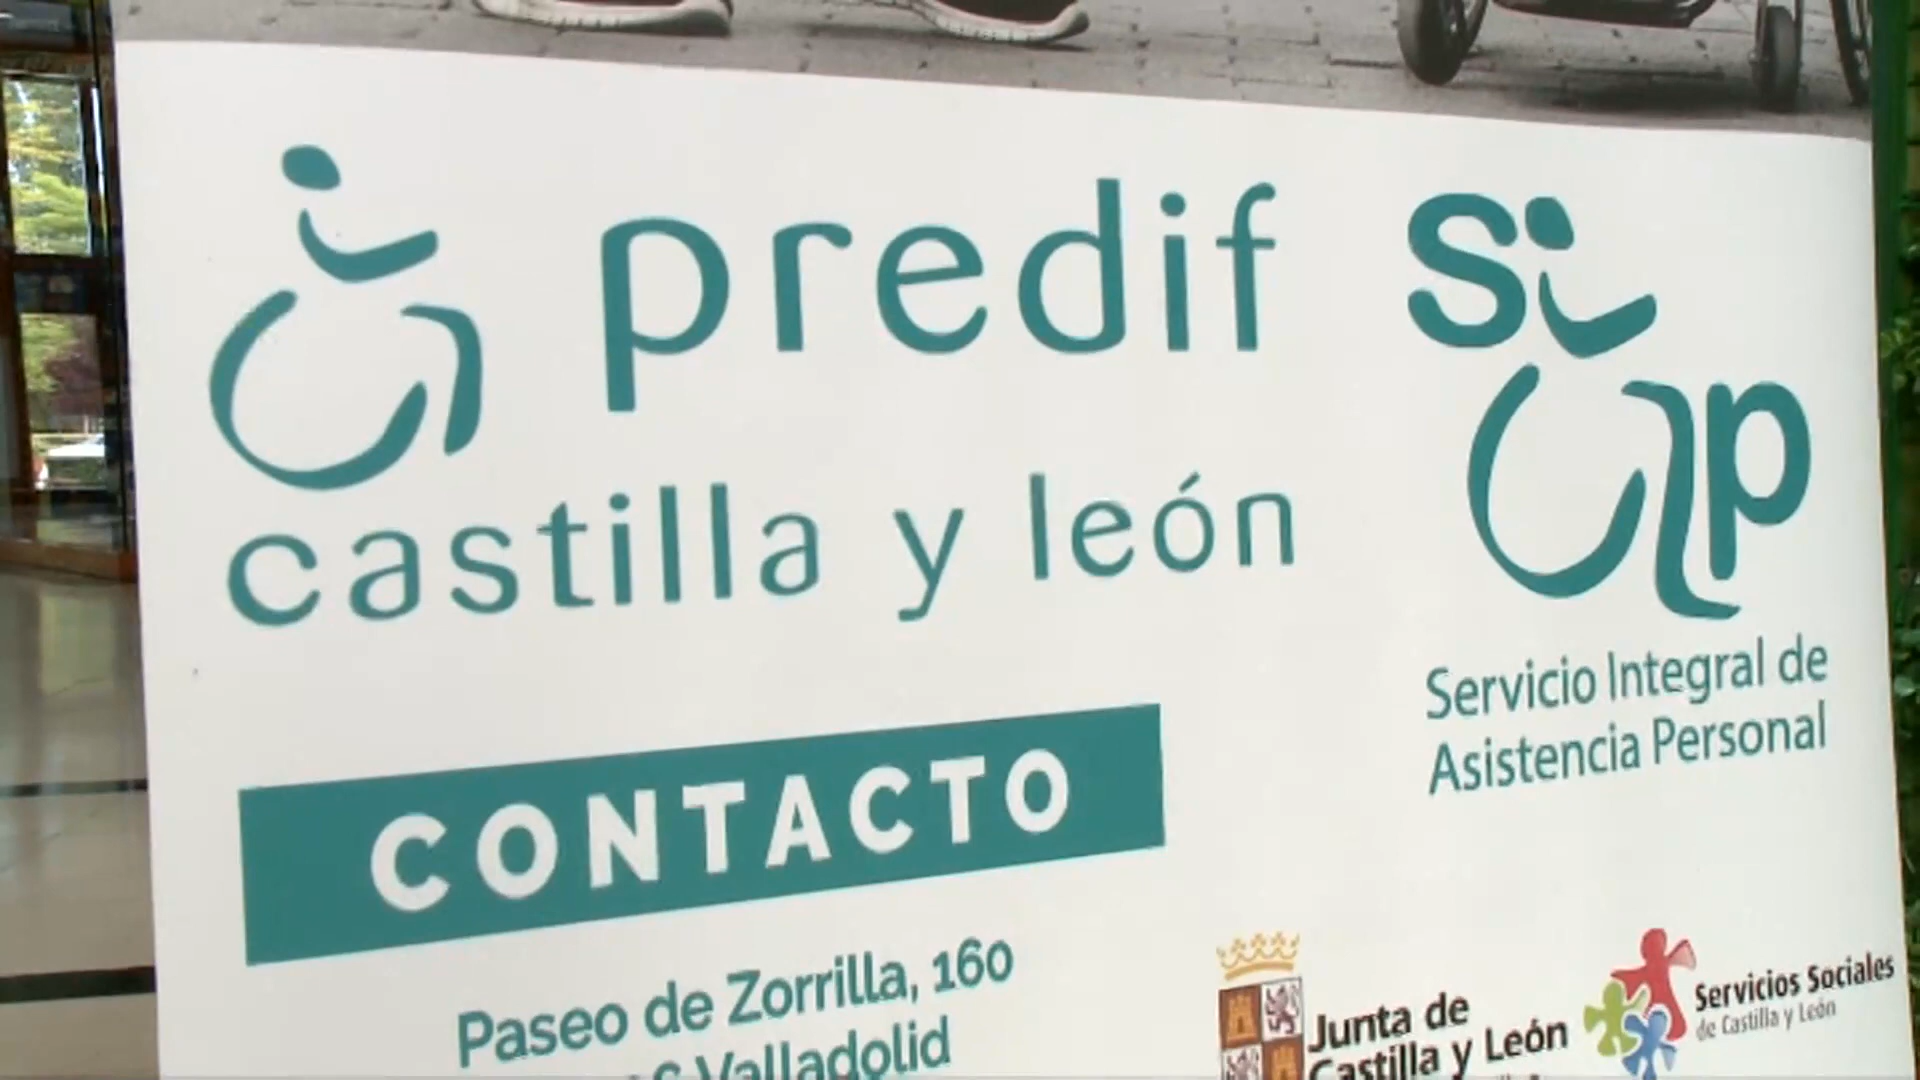 predif
castilla y león
siap
Servicio Integral de
Asistencia Personal
CONTACTO
Paseo de Zorrilla, 160
Valladolid
Junta de
Castilla y León
Servicios Sociales
de Castilla y León